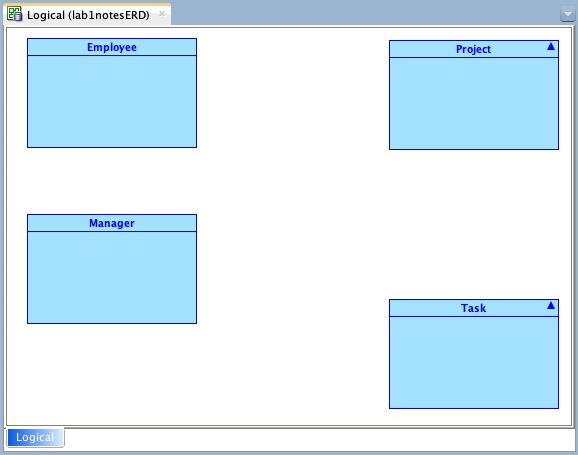 Logical (lab1notesERD)
Employee
Project
Manager
Task
Logical